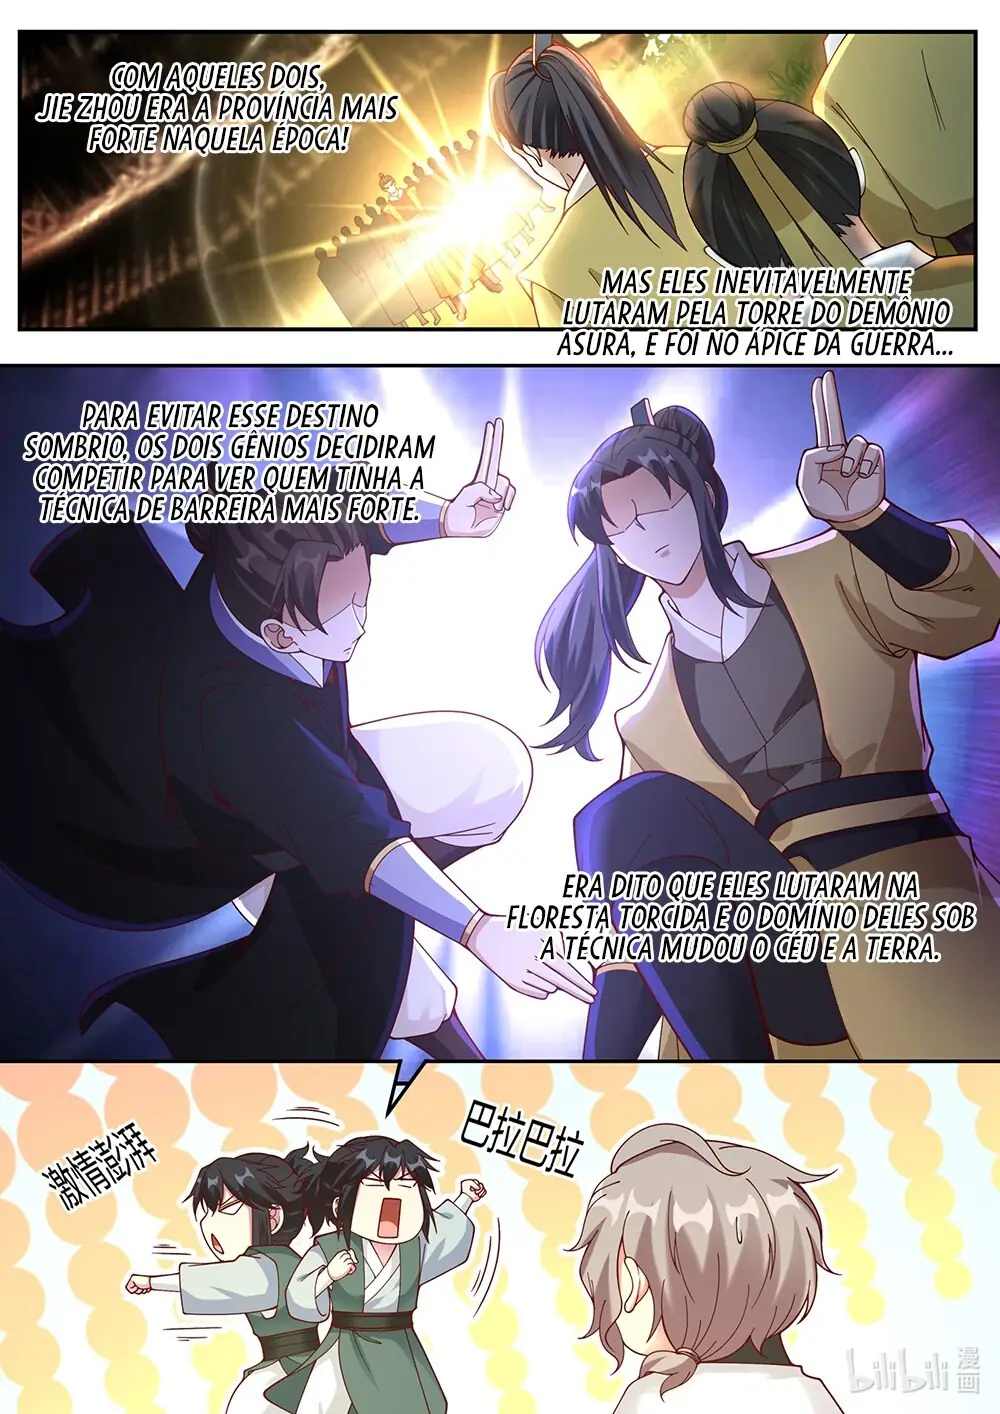 COM AQUELES DOIS,
JIE ZHOU ERA A PROVÍNCIA MAIS
FORTE NAQUELA ÉPOCA!
MAS ELES INEVITAVELMENTE
LUTARAM PELA TORRE DO DEMÔNIO
ASURA, E FOI NO ÁPICE DA GUERRA...
PARA EVITAR ESSE DESTINO
SOMBRIO, OS DOIS GÊNIOS DECIDIRAM
COMPETIR PARA VER QUEM TINHA A
TÉCNICA DE BARREIRA MAIS FORTE.
ERA DITO QUE ELES LUTARAM NA
FLORESTA TORCIDA E O DOMÍNIO DELES SOB
A TÉCNICA MUDOU O CÉU E A TERRA.
激情澎湃
巴拉巴拉
bilibili 漫画